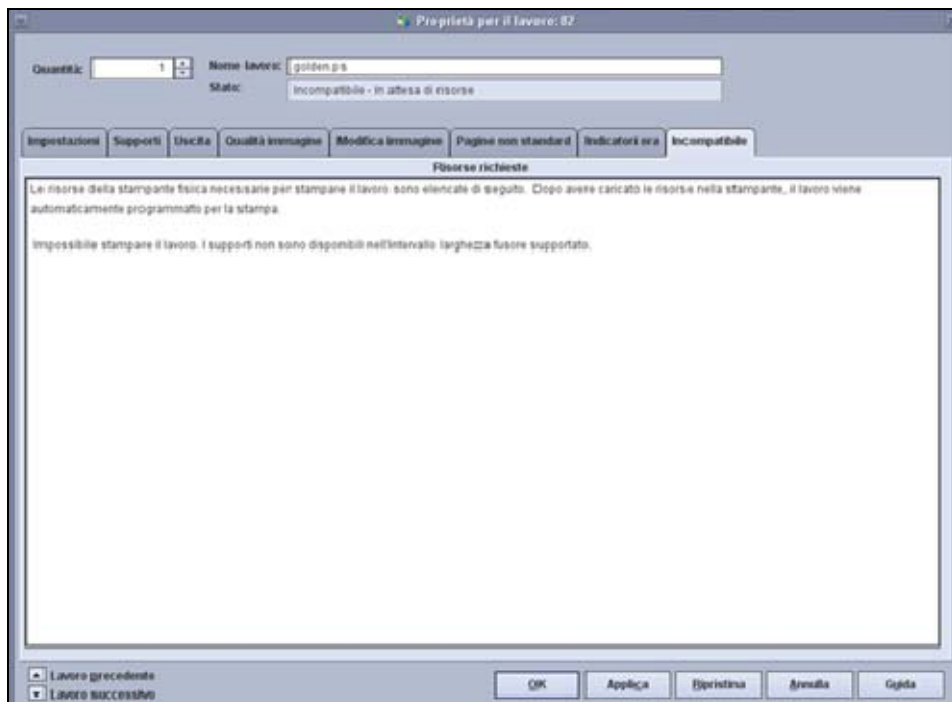 Proprietà per il lavoro: 82
Quantità: 1
Nome lavoro: golden.ps
Stato: Incompatibile - In attesa di risorse
Impostazioni Supporti Uscita Qualità immagine Modifica immagine Pagine non standard Indicatori ora Incompatibile
Risorse richieste
Le risorse della stampante fisica necessarie per stampare il lavoro sono elencate di seguito. Dopo avere caricato le risorse nella stampante, il lavoro viene
automaticamente programmato per la stampa.
Impossibile stampare il lavoro. I supporti non sono disponibili nell'intervallo larghezza fusore supportato.
Lavoro precedente
Lavoro successivo
OK Applica Ripristina Annulla Guida